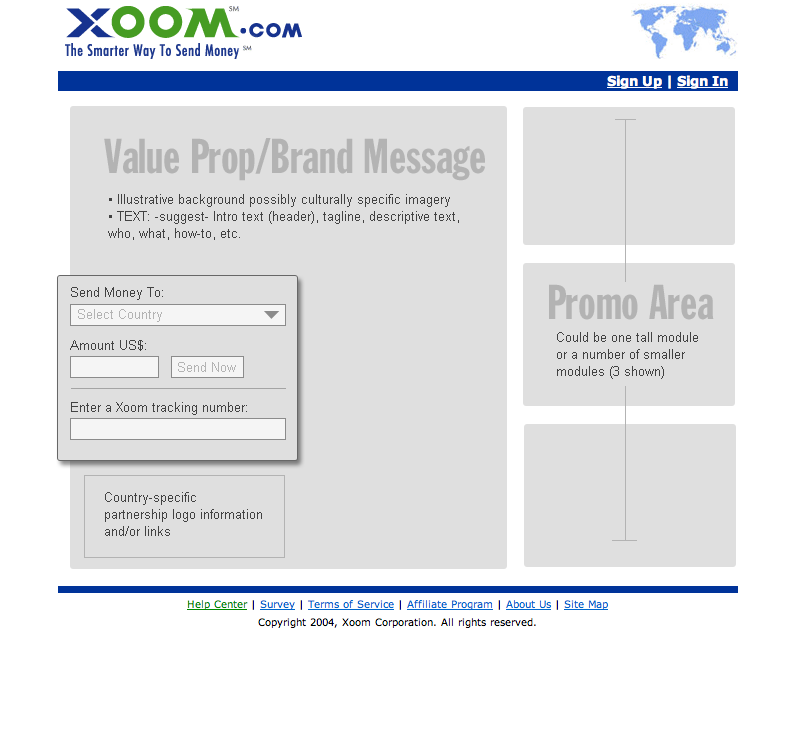 XOOM.COM SM
The Smarter Way To Send Money SM
Sign Up | Sign In
Value Prop/Brand Message
• Illustrative background possibly culturally specific imagery
• TEXT: -suggest- Intro text (header), tagline, descriptive text,
who, what, how-to, etc.
Send Money To:
Select Country
Amount US$:
Send Now
Enter a Xoom tracking number:
Country-specific
partnership logo information
and/or links
Promo Area
Could be one tall module
or a number of smaller
modules (3 shown)
Help Center | Survey | Terms of Service | Affiliate Program | About Us | Site Map
Copyright 2004, Xoom Corporation. All rights reserved.